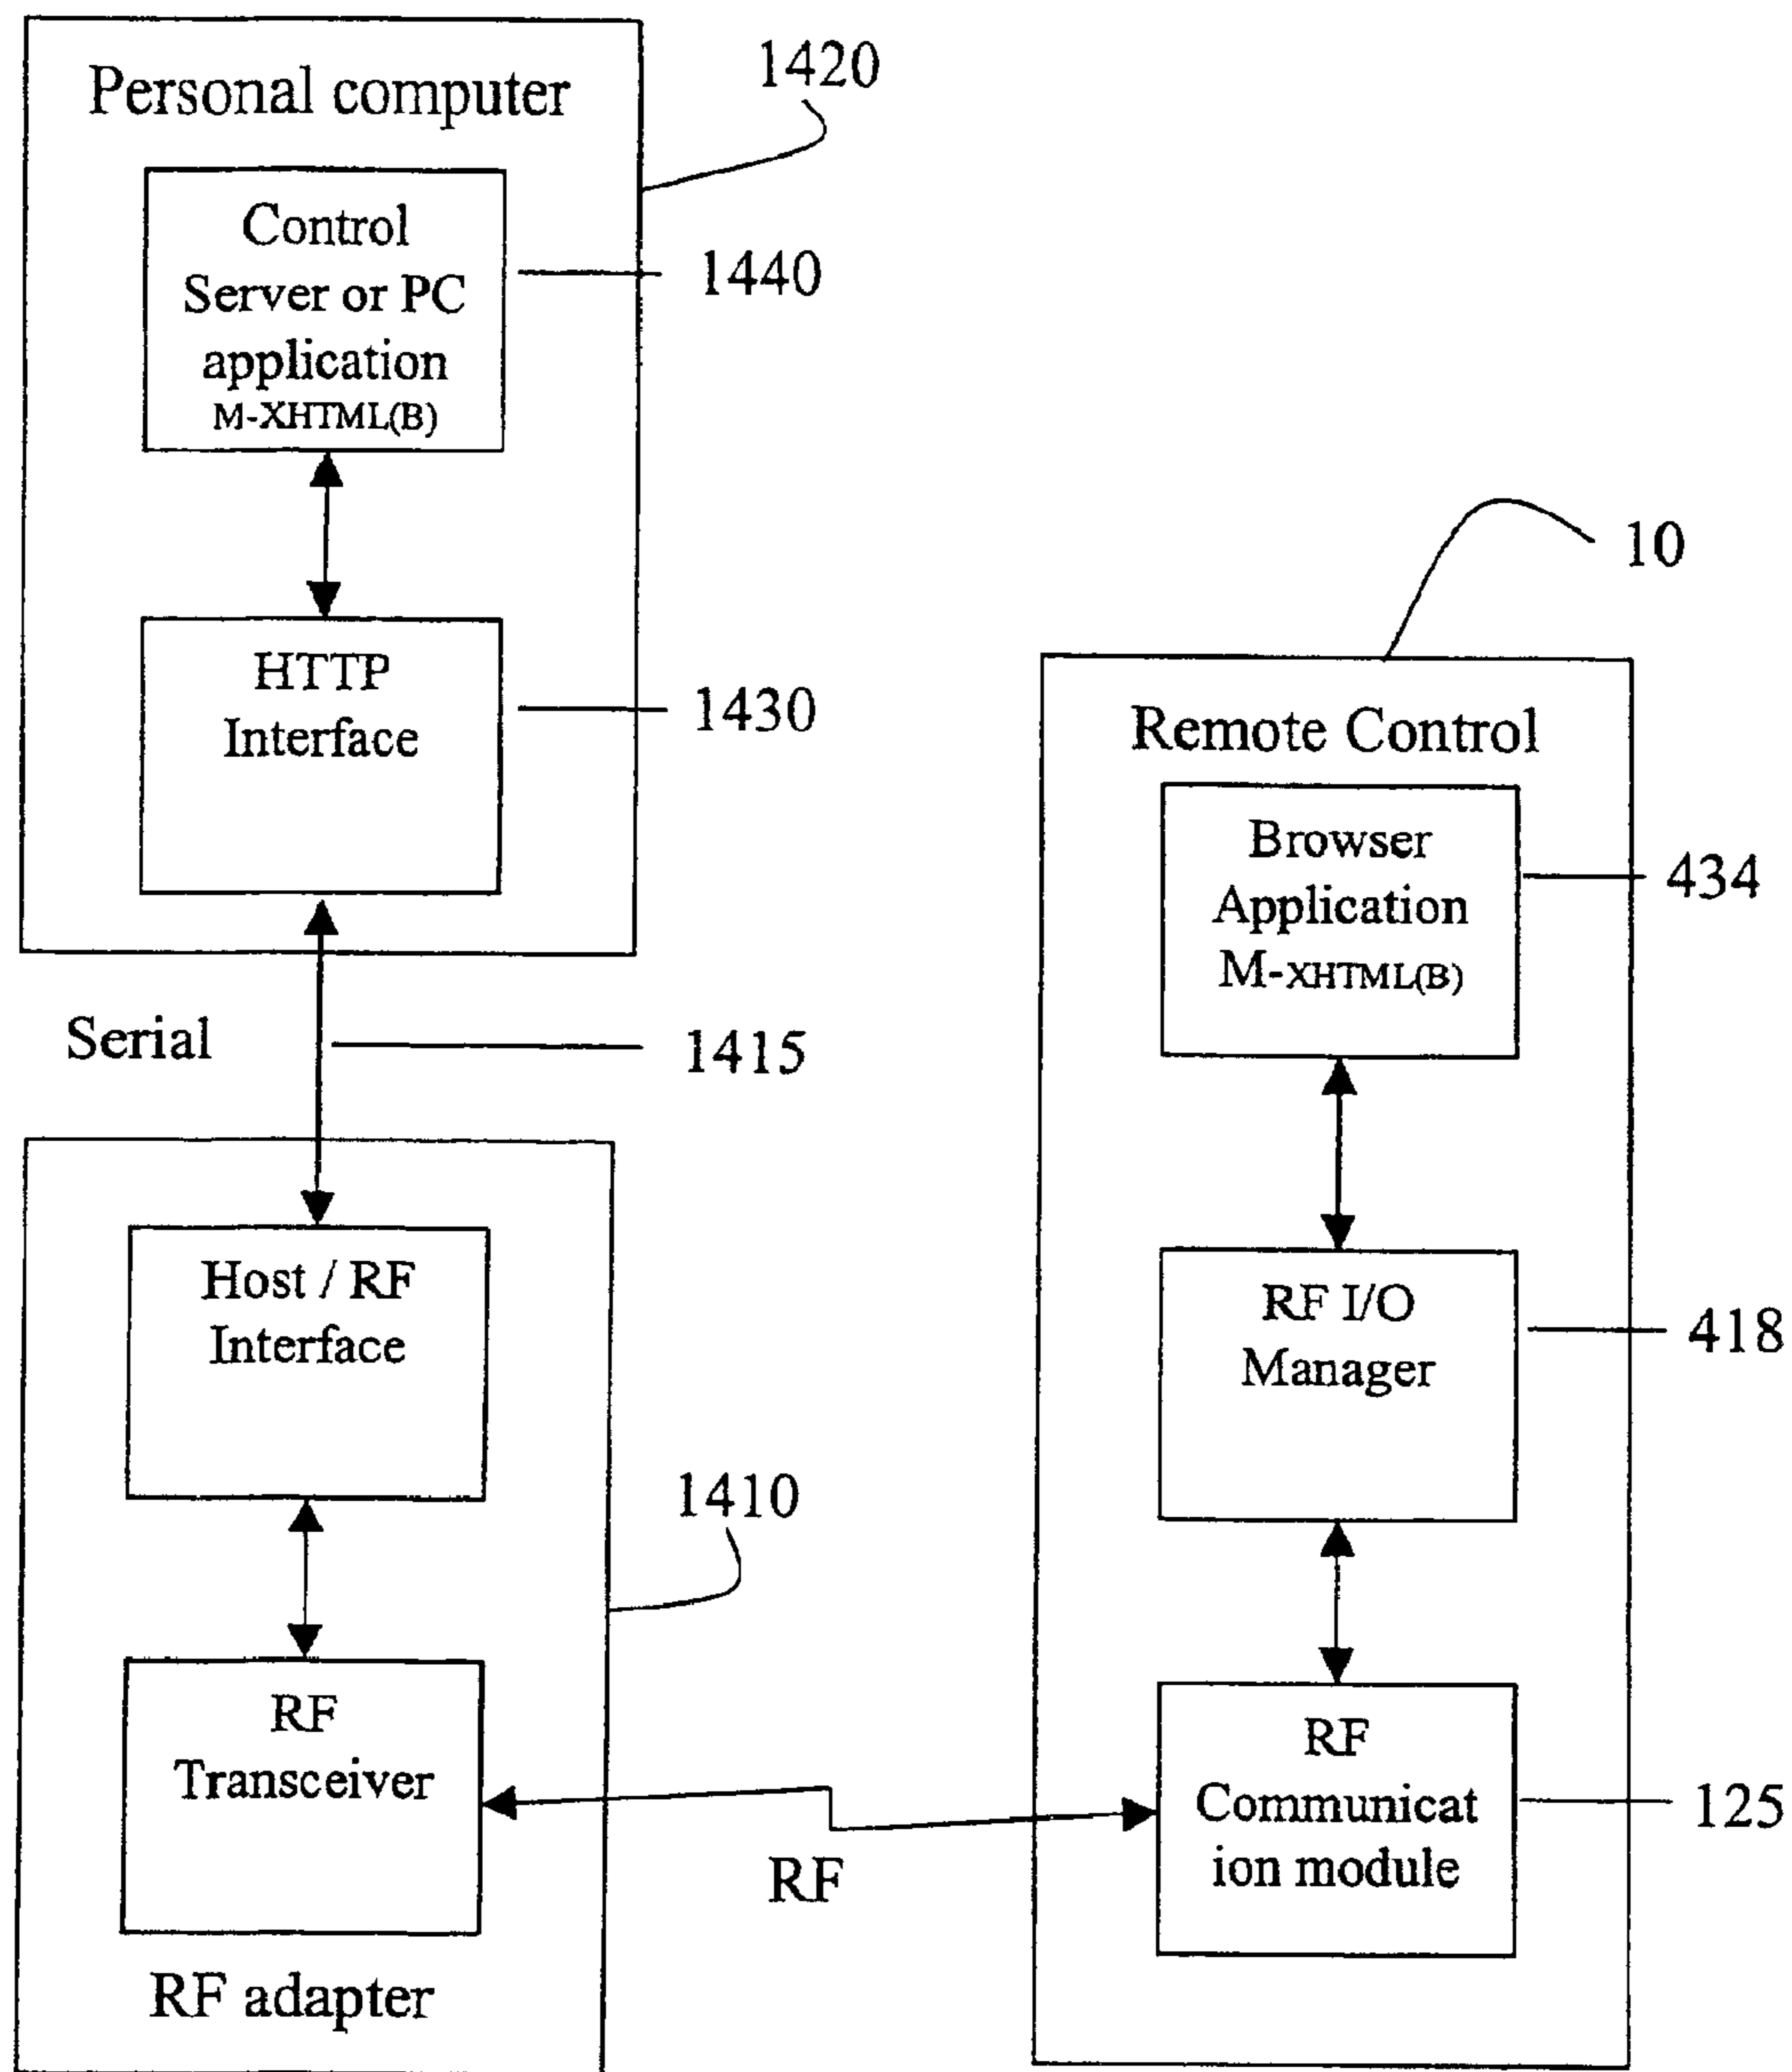 Personal computer
1420
Control
Server or PC
application
M-XHTML(B)
1440
HTTP
Interface
1430
Serial
1415
Host / RF
Interface
1410
RF
Transceiver
RF adapter
RF
10
Remote Control
Browser
Application
M-XHTML(B)
434
RF I/O
Manager
418
RF
Communicat
ion module
125